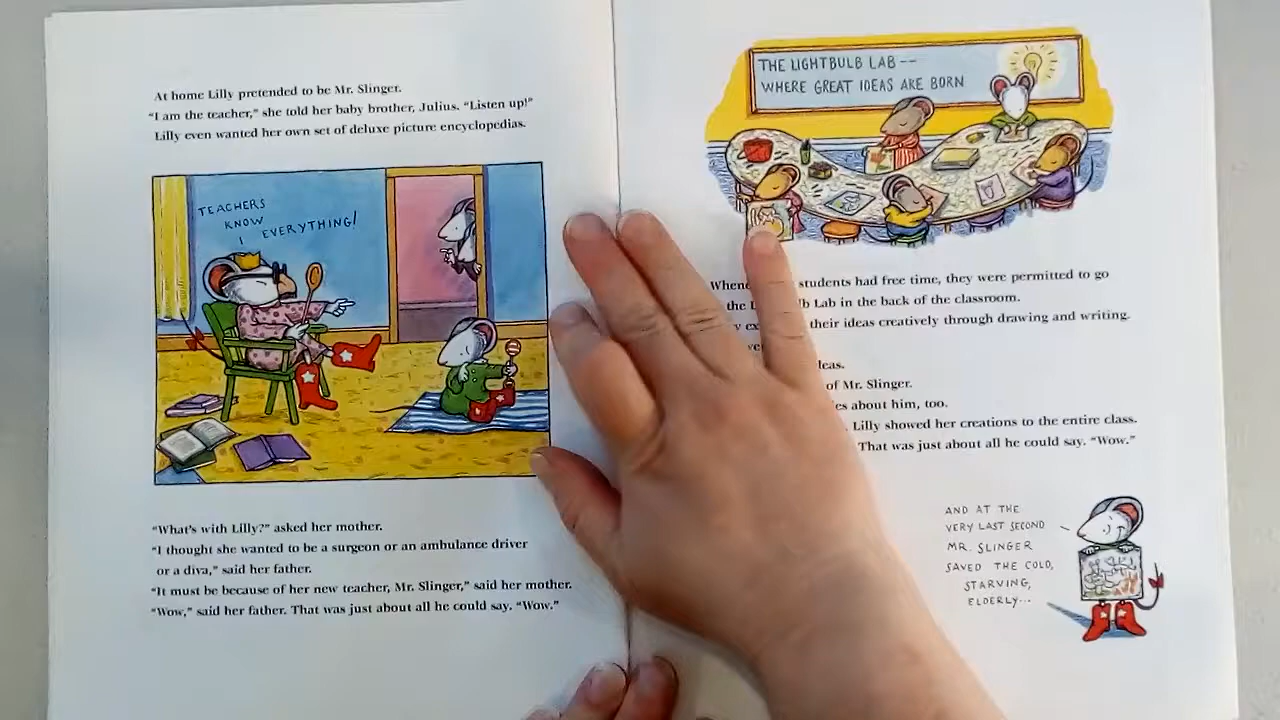 At home Lilly pretended to be Mr. Slinger.
"I am the teacher," she told her baby brother, Julius. "Listen up!"
Lilly even wanted her own set of deluxe picture encyclopedias.
TEACHERS
KNOW
EVERYTHING!
"What's with Lilly?" asked her mother.
"I thought she wanted to be a surgeon or an ambulance driver
or a diva," said her father.
"It must be because of her new teacher, Mr. Slinger," said her mother.
"Wow," said her father. That was just about all he could say. "Wow."
THE LIGHTBULB LAB--
WHERE GREAT IDEAS ARE BORN
students had free time, they were permitted to go
the Lab in the back of the classroom.
their ideas creatively through drawing and writing.
of Mr. Slinger.
about him, too.
Lilly showed her creations to the entire class.
That was just about all he could say. "Wow."
AND AT THE
VERY LAST SECOND
MR. SLINGER
SAVED THE COLD,
STARVING,
ELDERLY...